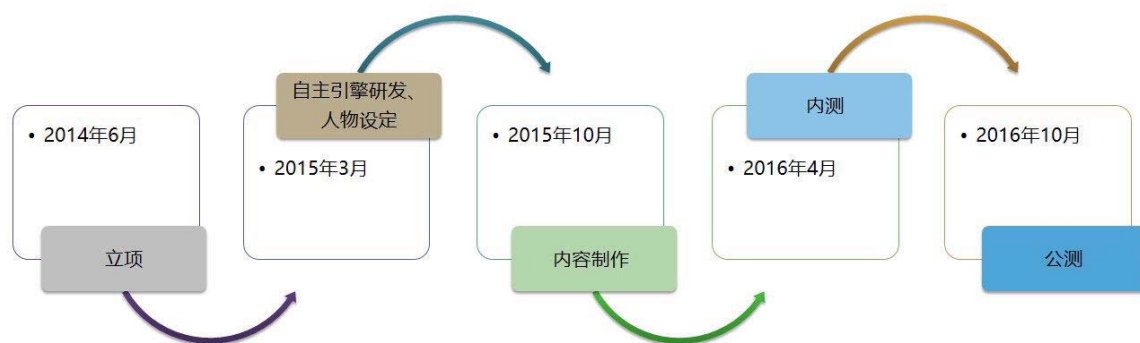 • 2014年6月
立项
自主引擎研发、
人物设定
• 2015年3月
• 2015年10月
内容制作
内测
• 2016年4月
• 2016年10月
公测